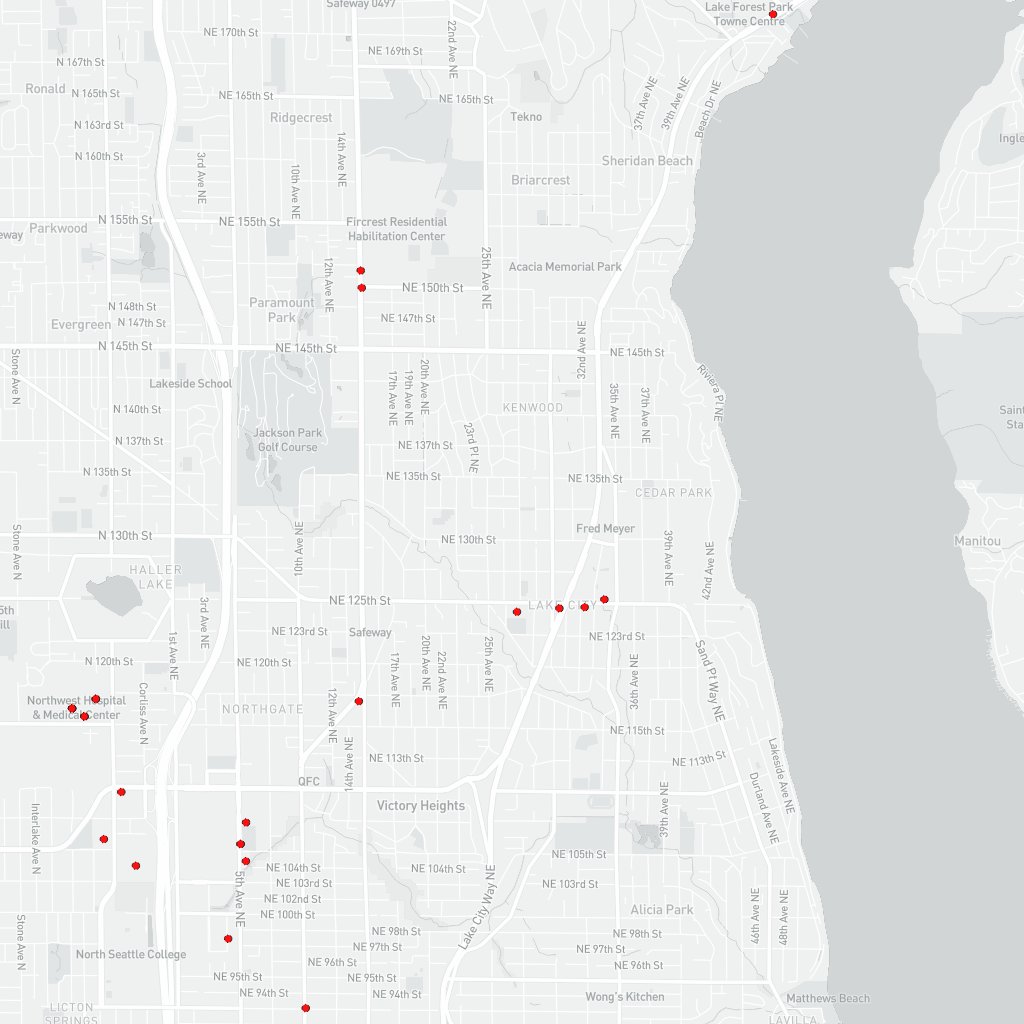 Safeway 0497
Lake Forest Park
Towne Centre
NE 170th St
22nd Ave NE
NE 169th St
N 167th St
Ronald
N 165th St
NE 165th St
NE 165th St
37th Ave NE
39th Ave NE
Beach Dr NE
Ridgecrest
Tekno
N 163rd St
14th Ave NE
N 160th St
3rd Ave NE
10th Ave NE
Sheridan Beach
Briarcrest
N 155th St
NE 155th St
Parkwood
eway
Fircrest Residential
Habilitation Center
12th Ave NE
25th Ave NE
Acacia Memorial Park
NE 150th St
Paramount
Park
N 148th St
N 147th St
Evergreen
NE 147th St
32nd Ave NE
N 145th St
NE 145th St
NE 145th St
Stone Ave N
Lakeside School
17th Ave NE
19th Ave NE
20th Ave NE
35th Ave NE
37th Ave NE
Riviera Pl NE
N 140th St
KENWOOD
Jackson Park
Golf Course
N 137th St
NE 137th St
23rd Pl NE
N 135th St
NE 135th St
NE 135th St
CEDAR PARK
Ingle
Saint
Sta
Manitou
Stone Ave N
N 130th St
10th Ave NE
NE 130th St
Fred Meyer
39th Ave NE
42nd Ave NE
HALLER
LAKE
NE 125th St
LAKE CITY
5th
ill
3rd Ave NE
1st Ave NE
NE 123rd St
Safeway
NE 123rd St
N 120th St
NE 120th St
17th Ave NE
20th Ave NE
22nd Ave NE
25th Ave NE
36th Ave NE
Sand Pt Way NE
Northwest Hospital
& Medical Center
Corliss Ave N
NORTHGATE
12th Ave NE
14th Ave NE
NE 115th St
NE 113th St
NE 113th St
Lakeside Ave NE
Durland Ave NE
QFC
Victory Heights
Interlake Ave N
39th Ave NE
NE 105th St
NE 104th St
NE 104th St
NE 103rd St
NE 103rd St
NE 102nd St
NE 100th St
5th Ave NE
Lake City Way NE
Alicia Park
46th Ave NE
48th Ave NE
Stone Ave N
NE 98th St
NE 98th St
NE 97th St
NE 97th St
North Seattle College
NE 96th St
NE 96th St
NE 95th St
NE 95th St
NE 94th St
NE 94th St
Wong's Kitchen
Matthews Beach
LICTON
SPRINGS
LAVILLA